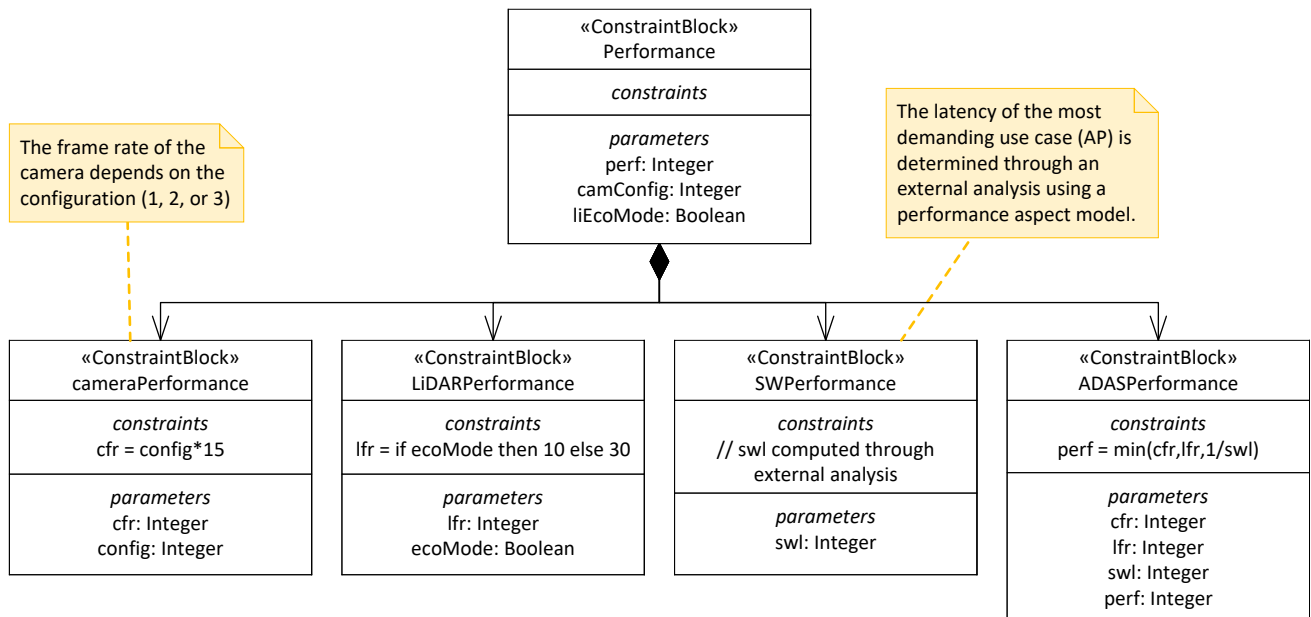 «ConstraintBlock»
Performance
constraints
parameters
perf: Integer
camConfig: Integer
liEcoMode: Boolean
The frame rate of the
camera depends on the
configuration (1, 2, or 3)
The latency of the most
demanding use case (AP) is
determined through an
external analysis using a
performance aspect model.
«ConstraintBlock»
cameraPerformance
constraints
cfr = config*15
parameters
cfr: Integer
config: Integer
«ConstraintBlock»
LiDARPerformance
constraints
lfr = if ecoMode then 10 else 30
parameters
lfr: Integer
ecoMode: Boolean
«ConstraintBlock»
SWPerformance
constraints
// swl computed through
external analysis
parameters
swl: Integer
«ConstraintBlock»
ADASPerformance
constraints
perf = min(cfr,lfr,1/swl)
parameters
cfr: Integer
lfr: Integer
swl: Integer
perf: Integer